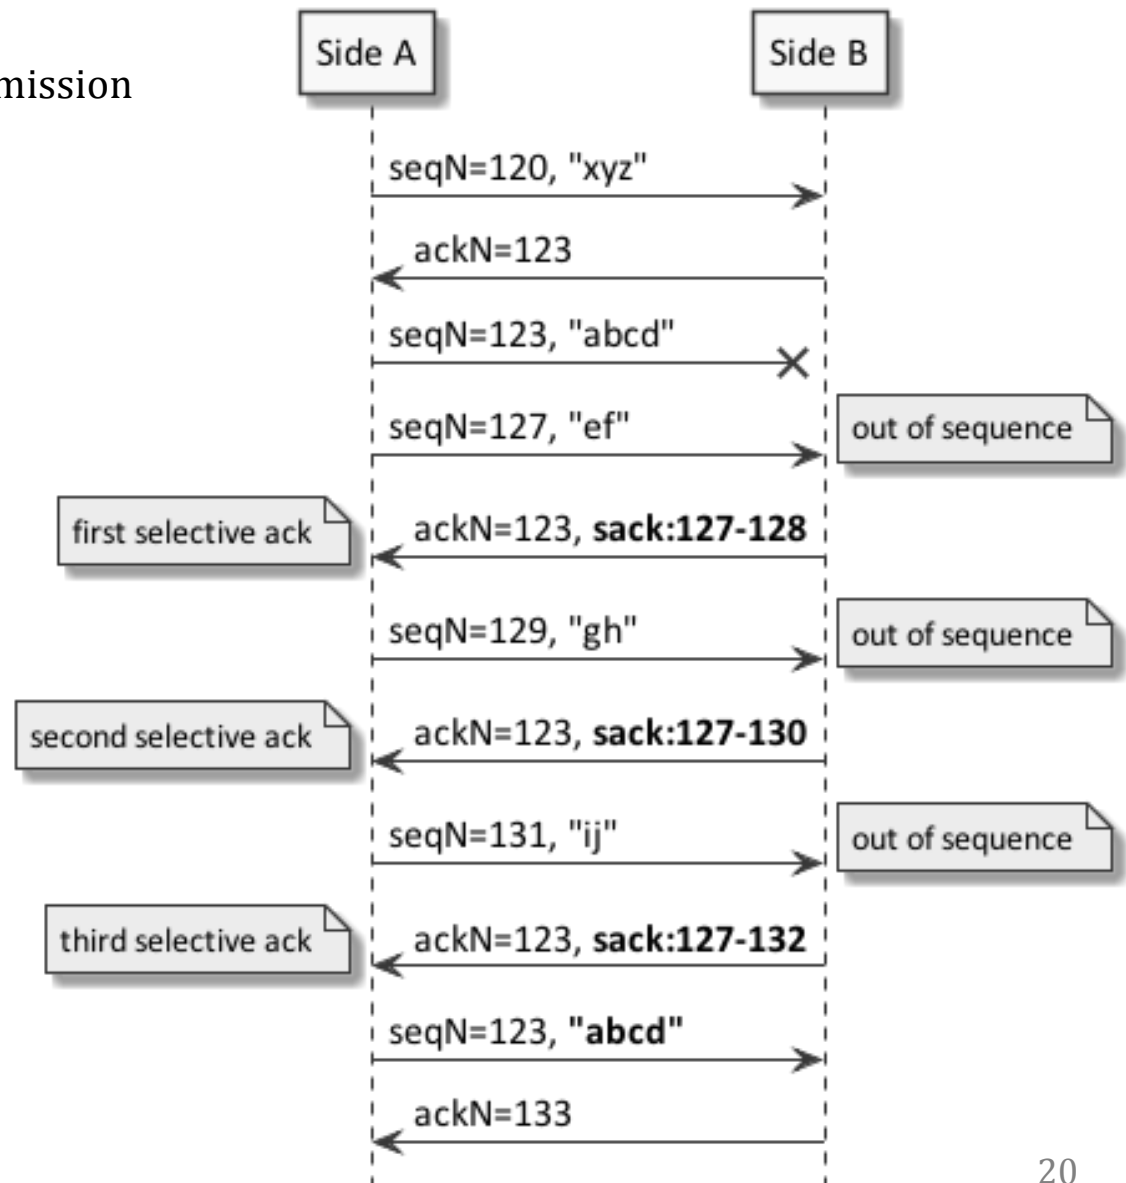 Side A
Side B
mission
seqN=120, "xyz"
ackN=123
seqN=123, "abcd"
seqN=127, "ef"
out of sequence
first selective ack
ackN=123, sack:127-128
seqN=129, "gh"
out of sequence
second selective ack
ackN=123, sack:127-130
seqN=131, "ij"
out of sequence
third selective ack
ackN=123, sack:127-132
seqN=123, "abcd"
ackN=133
20